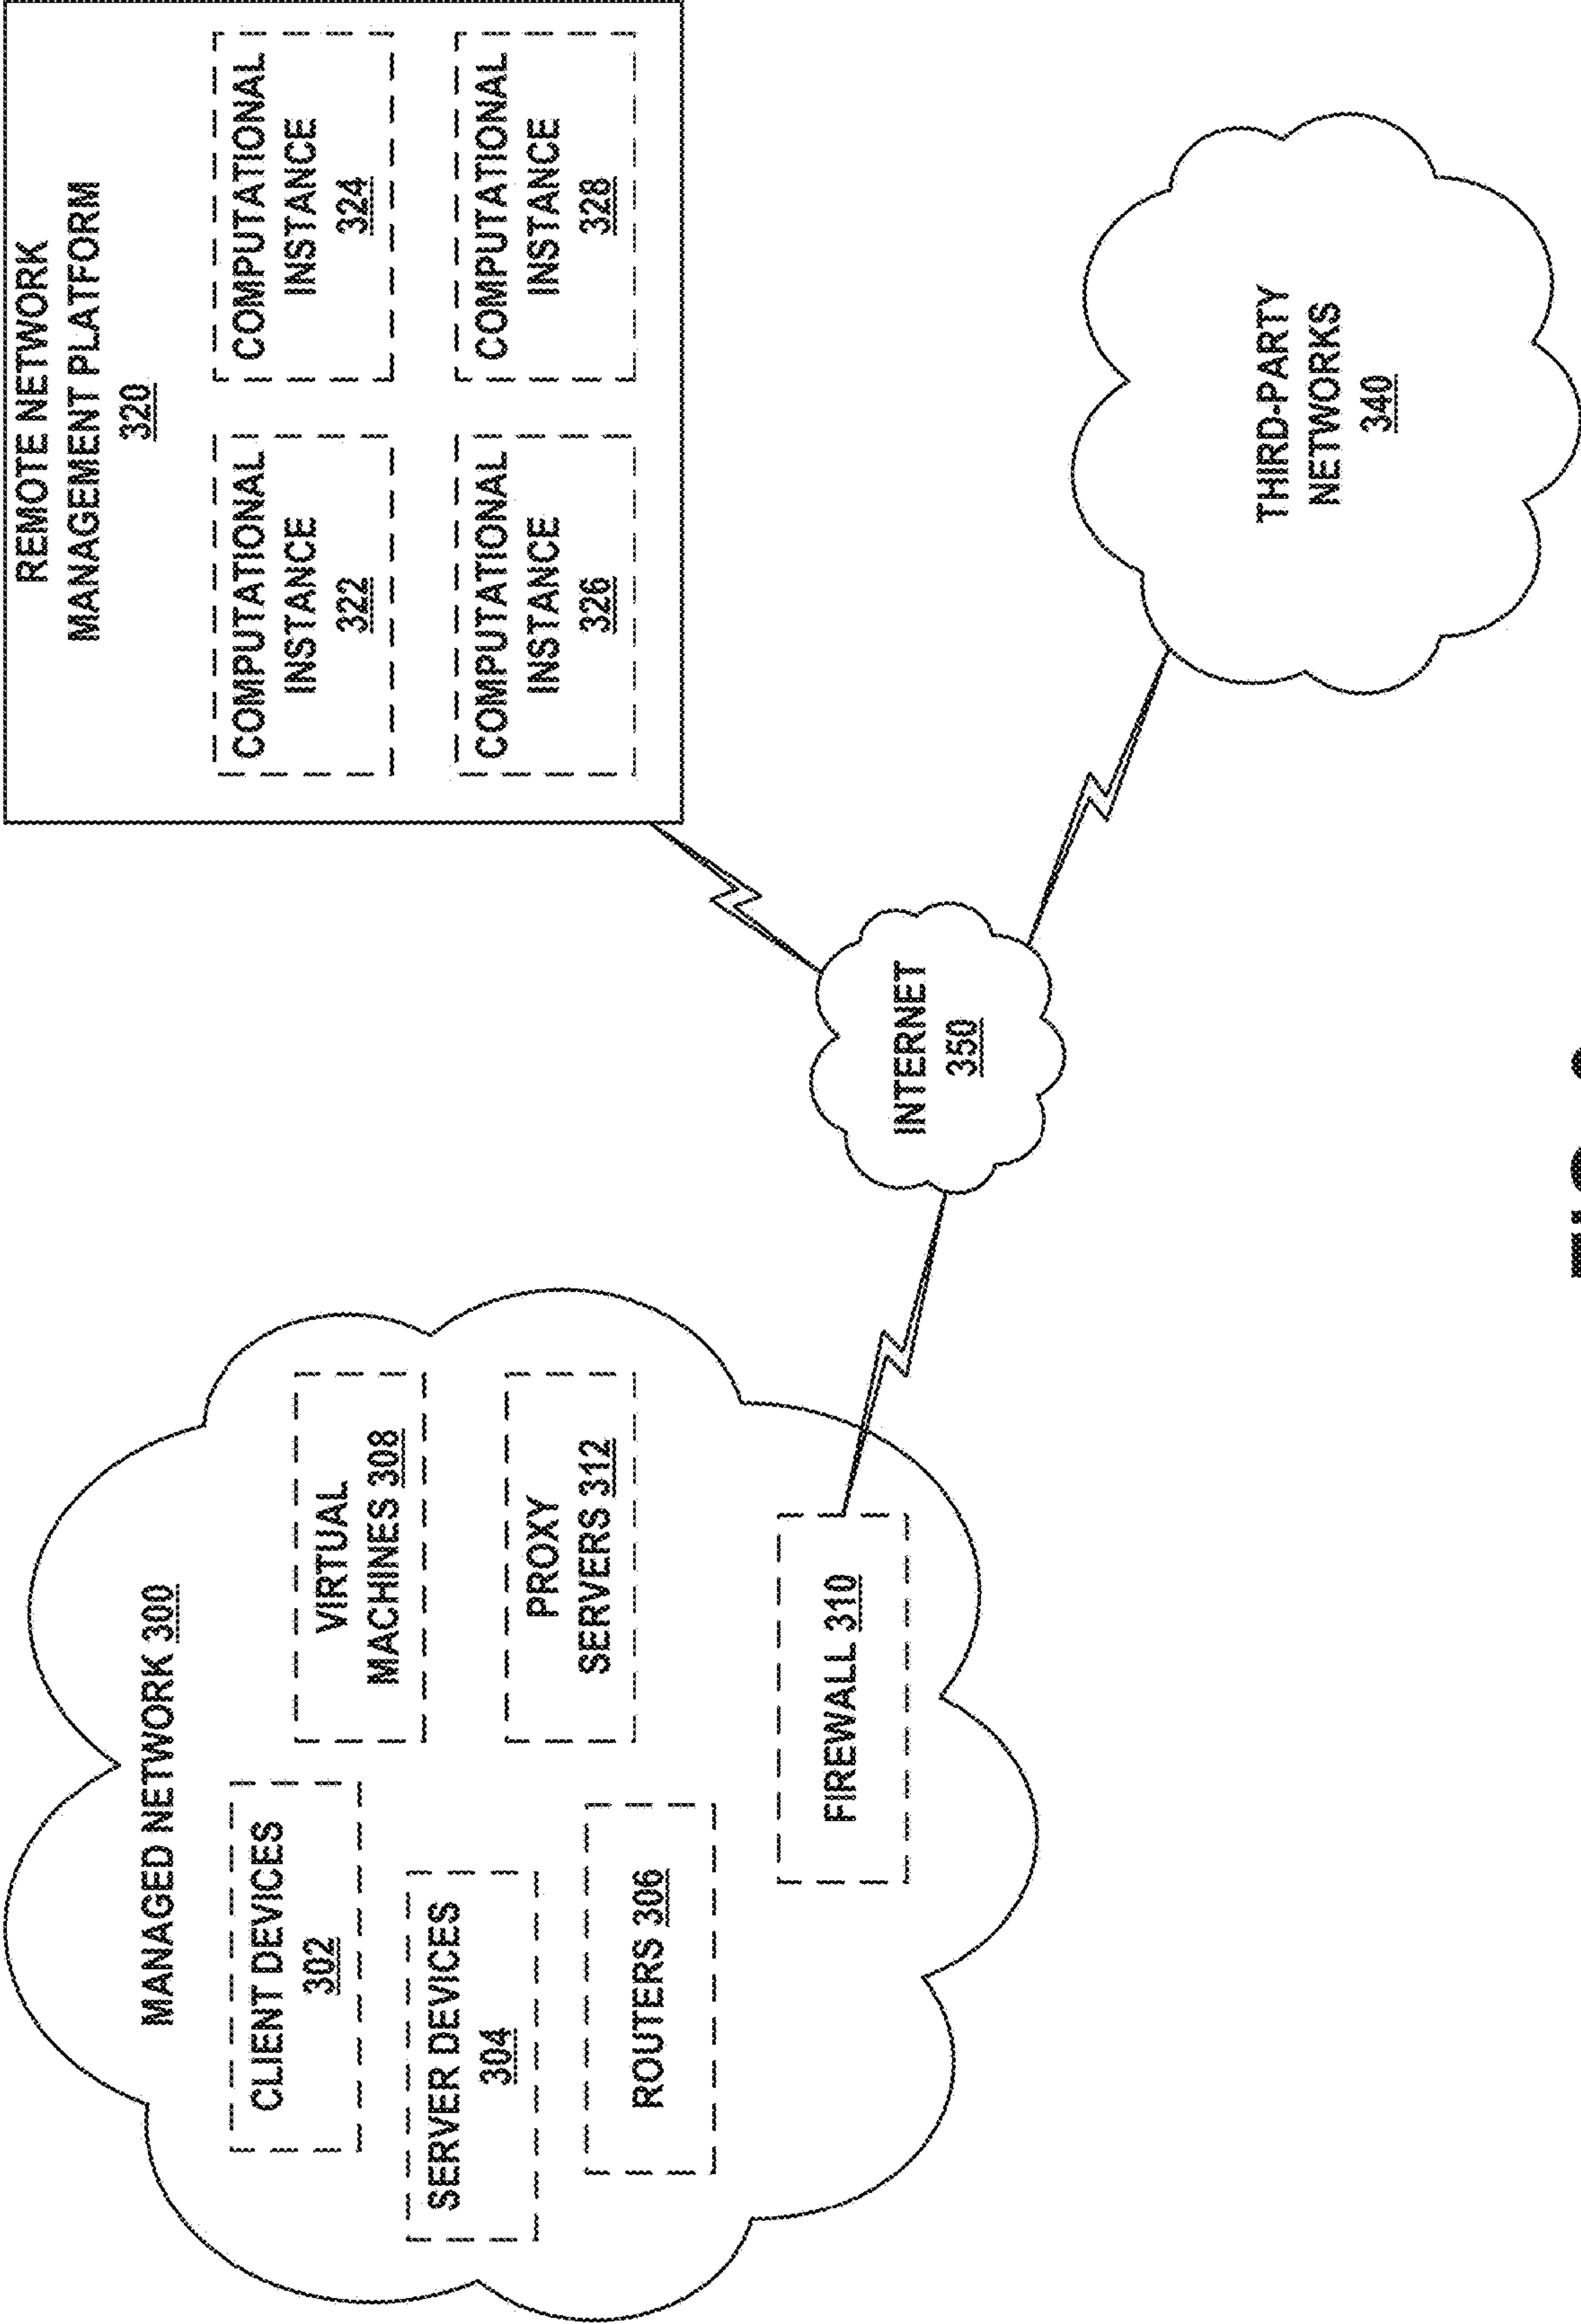 MANAGED NETWORK 300
CLIENT DEVICES
302
SERVER DEVICES
304
ROUTERS 306
VIRTUAL
MACHINES 308
PROXY
SERVERS 312
FIREWALL 310
INTERNET
350
REMOTE NETWORK
MANAGEMENT PLATFORM
320
COMPUTATIONAL
INSTANCE
322
COMPUTATIONAL
INSTANCE
324
COMPUTATIONAL
INSTANCE
326
COMPUTATIONAL
INSTANCE
328
THIRD-PARTY
NETWORKS
340